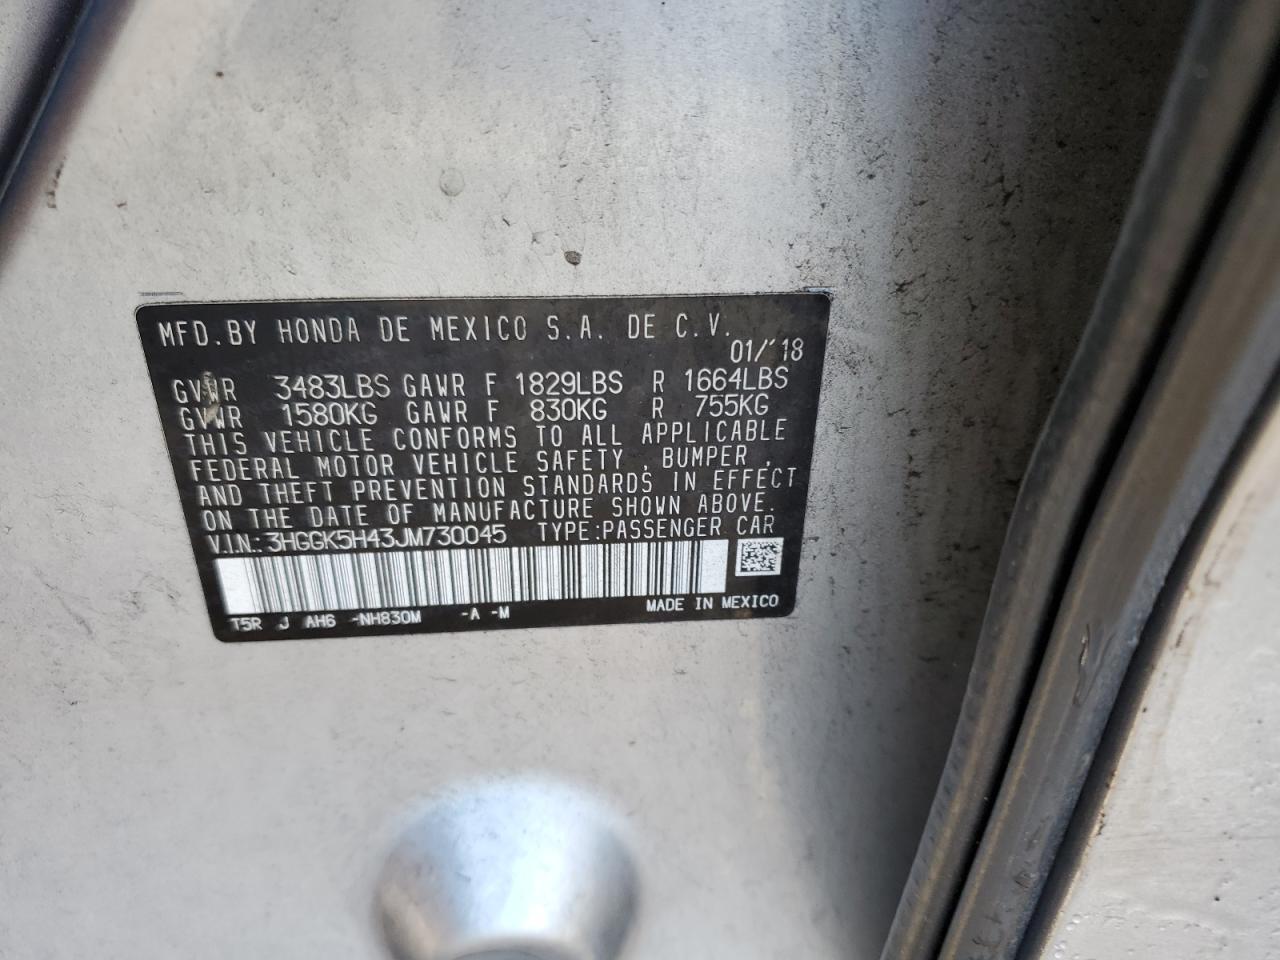 MFD.BY HONDA DE MEXICO S.A. DE C.V.
01/'18
GVWR 3483LBS GAWR F 1829LBS R 1664LBS
GVWR 1580KG GAWR F 830KG R 755KG
THIS VEHICLE CONFORMS TO ALL APPLICABLE
FEDERAL MOTOR VEHICLE SAFETY, BUMPER,
AND THEFT PREVENTION STANDARDS IN EFFECT
ON THE DATE OF MANUFACTURE SHOWN ABOVE.
V.I.N.: 3HGGK5H43JM730045 TYPE:PASSENGER CAR
T5R J AH6 -NH830M -A -M MADE IN MEXICO